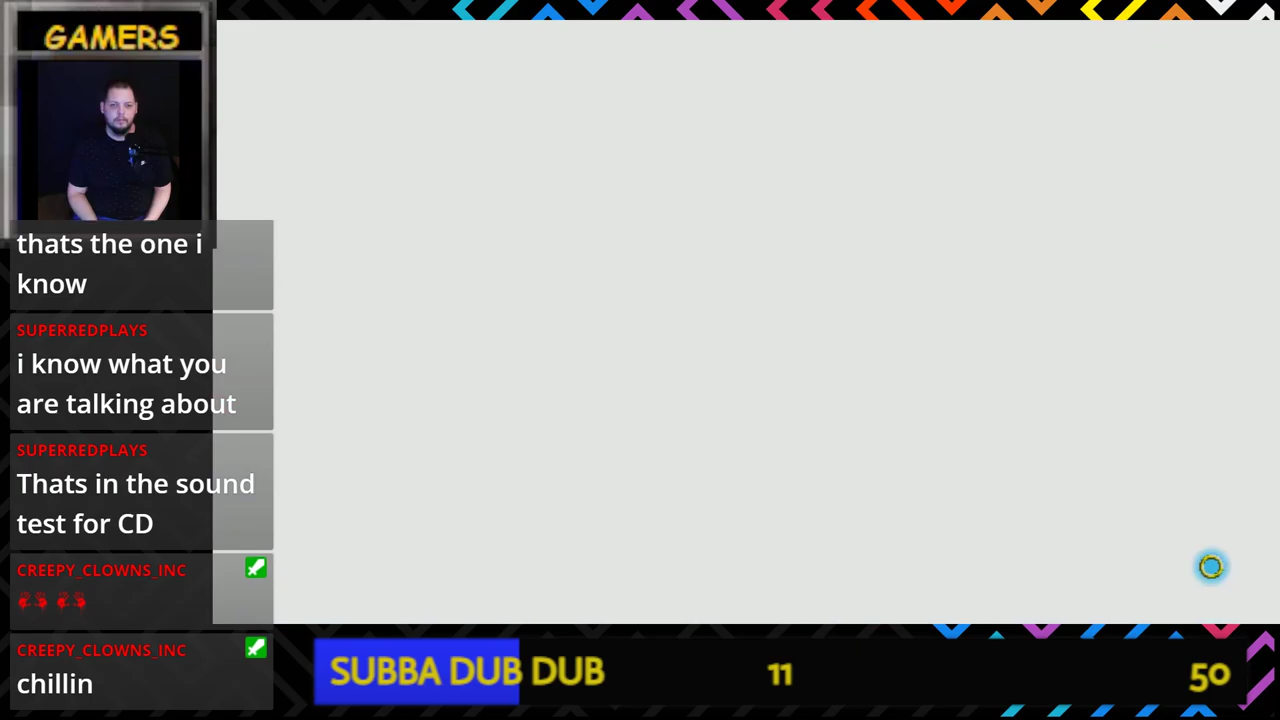 GAMERS
thats the one i
know
SUPERREDPLAYS
i know what you
are talking about
SUPERREDPLAYS
Thats in the sound
test for CD
CREEPY_CLOWNS_INC
CREEPY_CLOWNS_INC
chillin
SUBBA DUB DUB 11 50